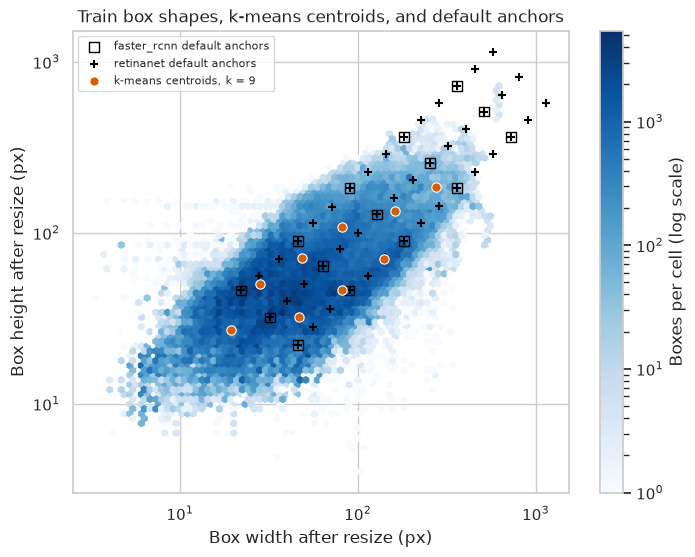 Train box shapes, k-means centroids, and default anchors
faster_rcnn default anchors
retinanet default anchors
k-means centroids, k = 9
10³
10²
10¹
10¹
10²
10³
Box height after resize (px)
Box width after resize (px)
10³
10²
10¹
10⁰
Boxes per cell (log scale)